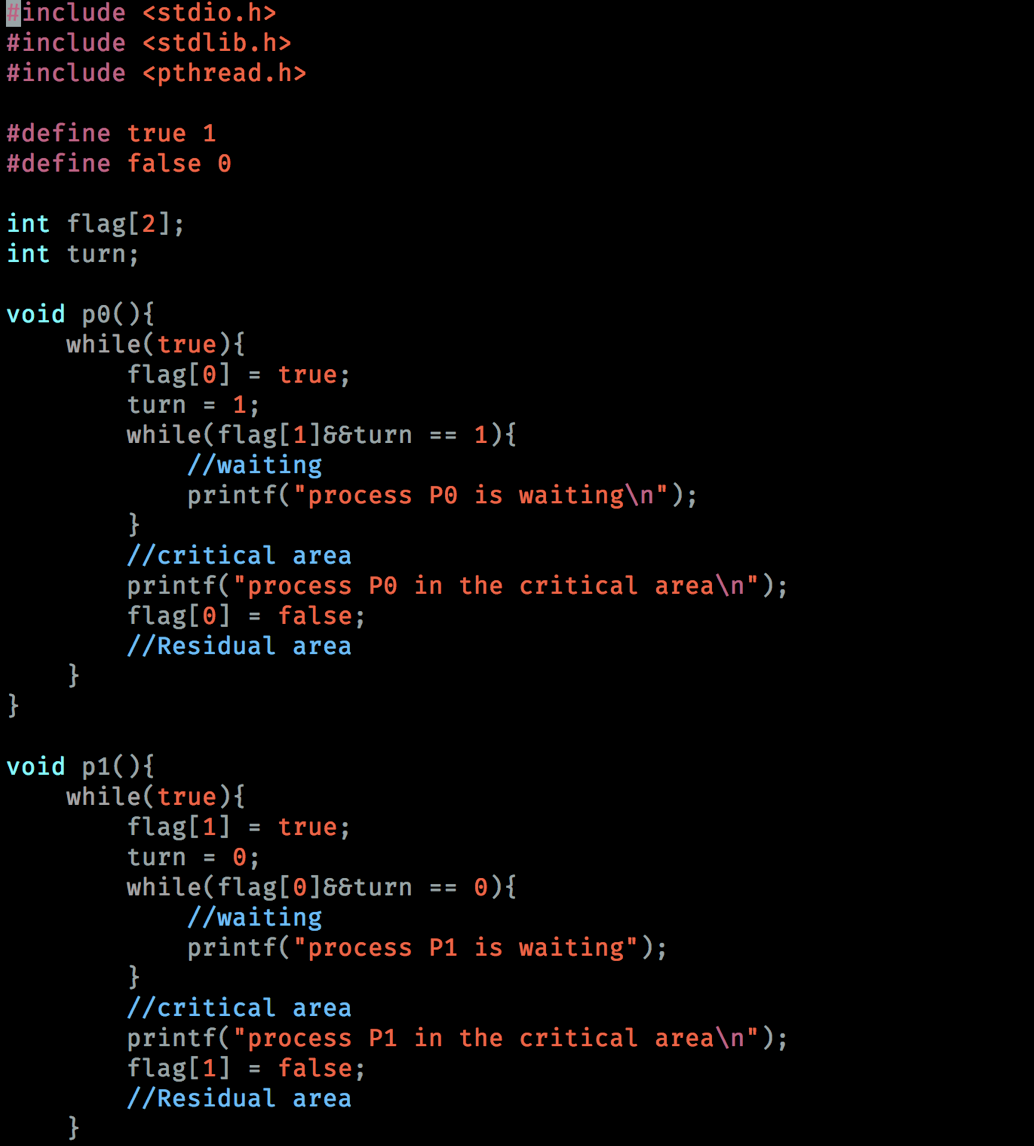 #include <stdio.h>
#include <stdlib.h>
#include <pthread.h>

#define true 1
#define false 0

int flag[2];
int turn;

void p0(){
    while(true){
        flag[0] = true;
        turn = 1;
        while(flag[1]&&turn == 1){
            //waiting
            printf("process P0 is waiting\n");
        }
        //critical area
        printf("process P0 in the critical area\n");
        flag[0] = false;
        //Residual area
    }
}

void p1(){
    while(true){
        flag[1] = true;
        turn = 0;
        while(flag[0]&&turn == 0){
            //waiting
            printf("process P1 is waiting");
        }
        //critical area
        printf("process P1 in the critical area\n");
        flag[1] = false;
        //Residual area
    }